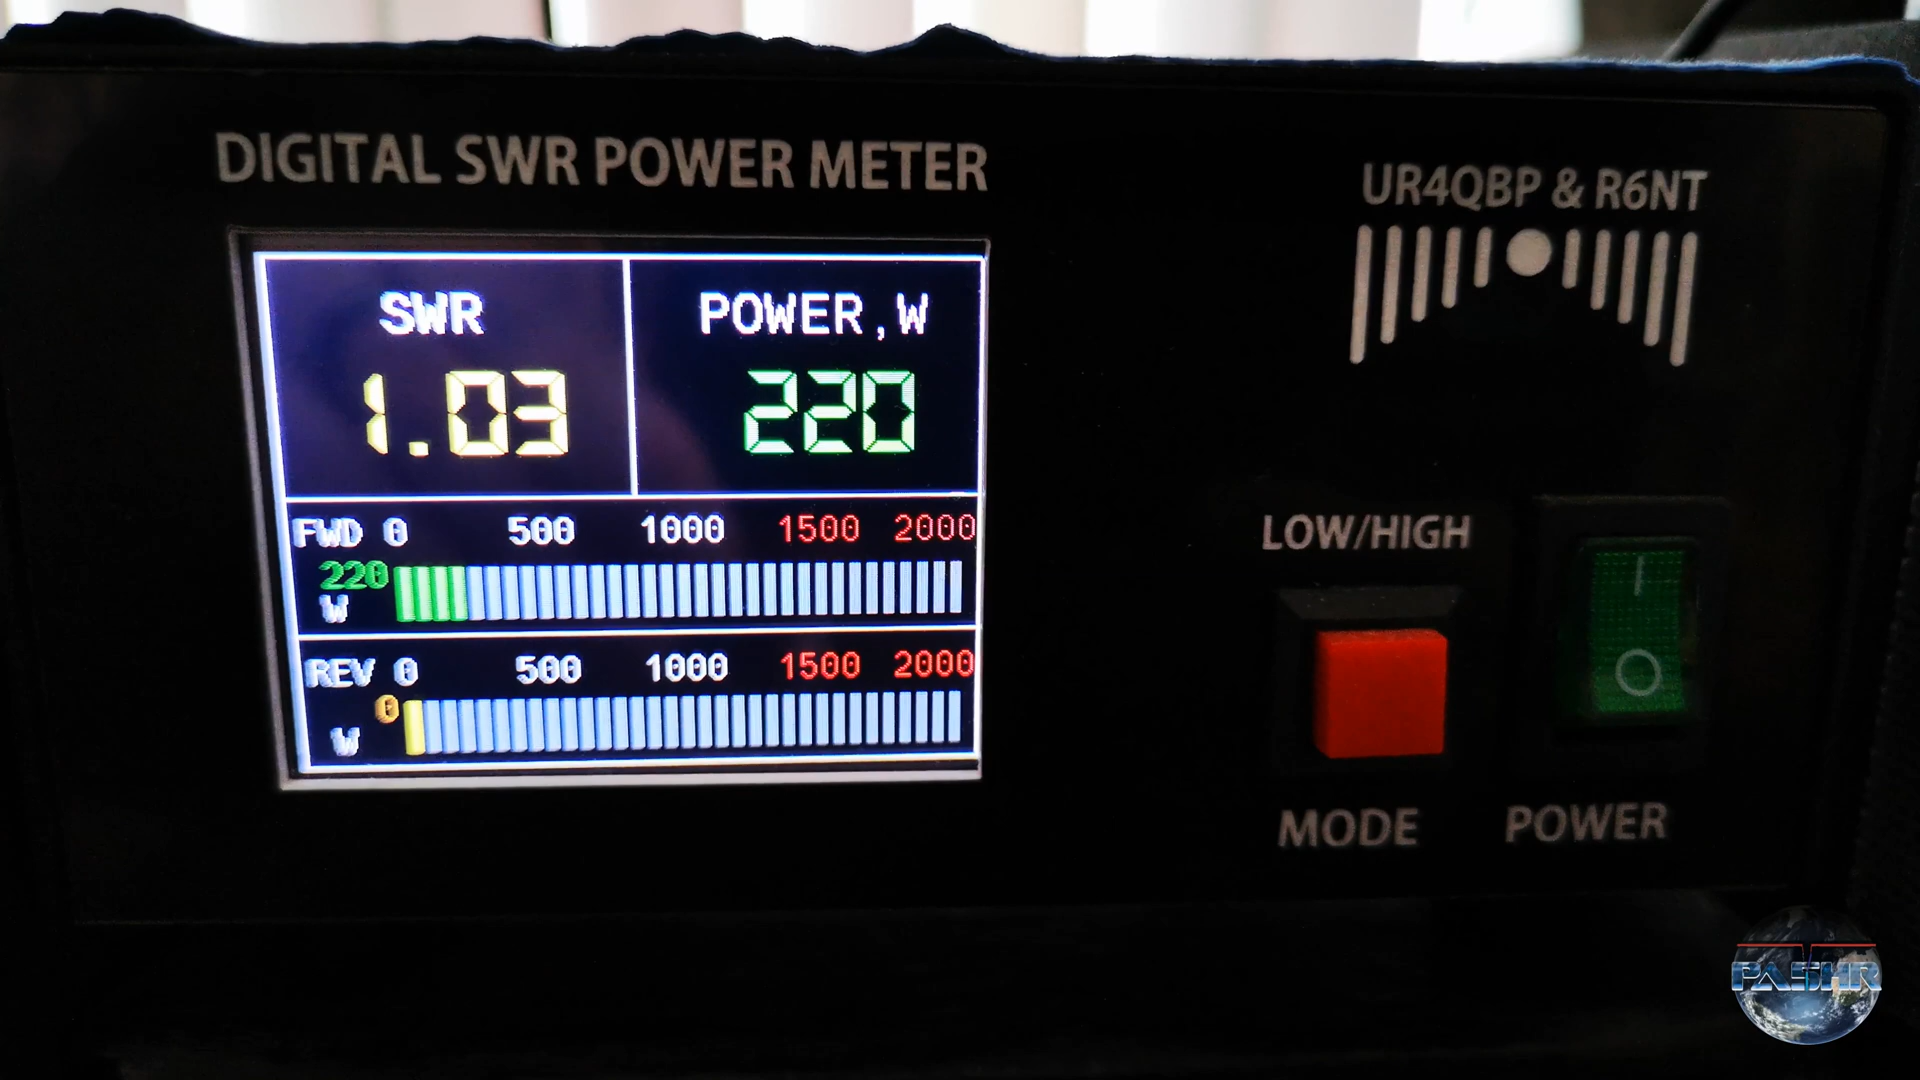 DIGITAL SWR POWER METER
UR4QBP & R6NT
SWR
POWER,W
1.03
220
FWD 0 500 1000 1500 2000
220
W
REV 0 500 1000 1500 2000
0
W
LOW/HIGH
MODE
POWER
PA5HR